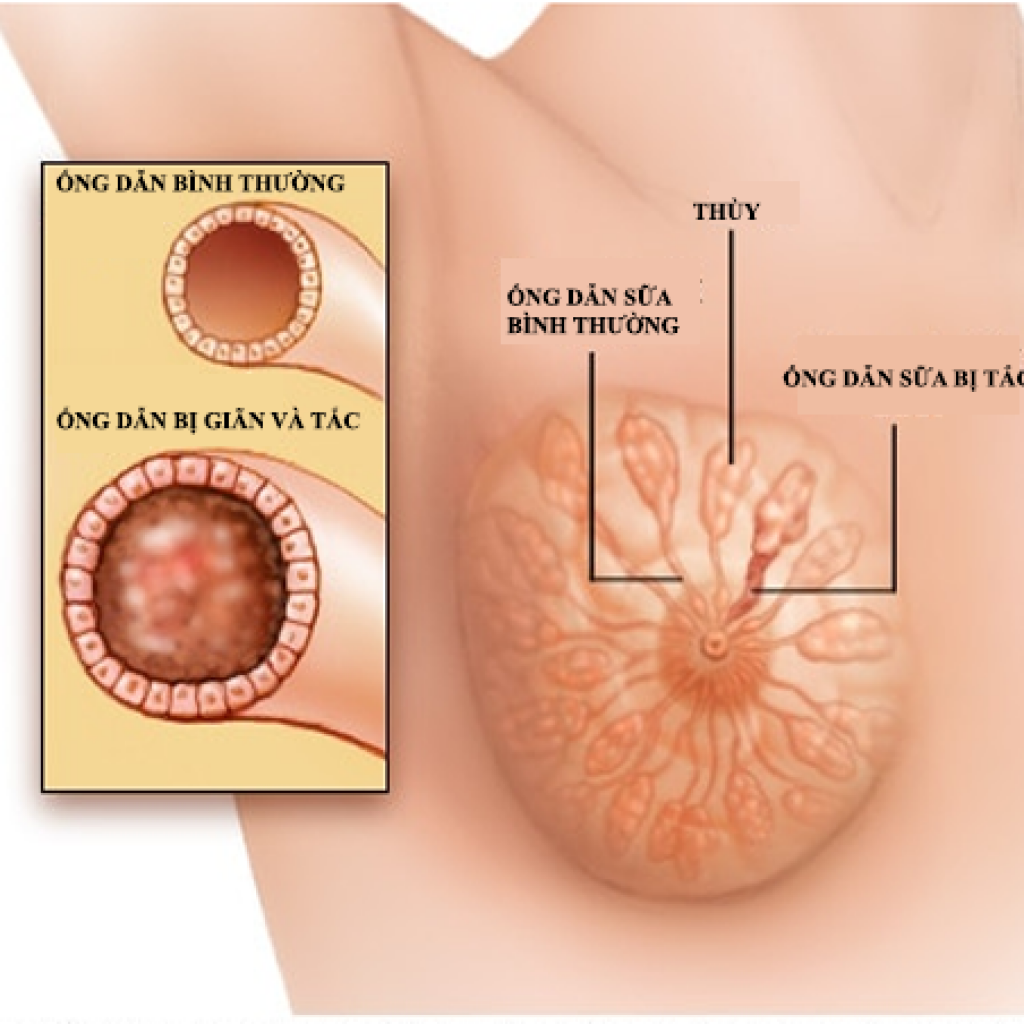 ỐNG DẪN BÌNH THƯỜNG
THÙY
ỐNG DẪN SỮA
BÌNH THƯỜNG
ỐNG DẪN SỮA BỊ TẮC
ỐNG DẪN BỊ GIÃN VÀ TẮC